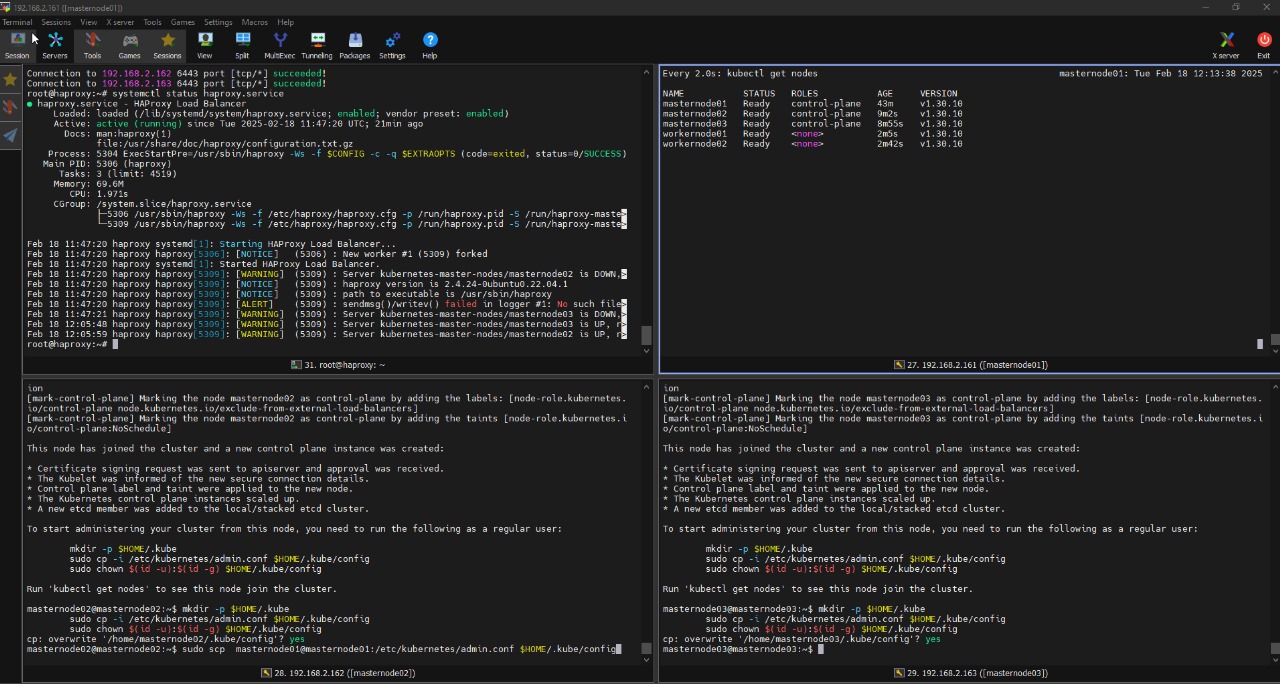 192.168.2.161 ([masternode01])
Terminal Sessions View X server Tools Games Settings Macros Help
Session Servers Tools Games Sessions View Split MultiExec Tunneling Packages Settings Help X server Exit
Connection to 192.168.2.162 6443 port [tcp/*] succeeded!
Connection to 192.168.2.163 6443 port [tcp/*] succeeded!
root@haproxy:~# systemctl status haproxy.service
● haproxy.service - HAProxy Load Balancer
Loaded: loaded (/lib/systemd/system/haproxy.service; enabled; vendor preset: enabled)
Active: active (running) since Tue 2025-02-18 11:47:20 UTC; 21min ago
Docs: man:haproxy(1)
file:/usr/share/doc/haproxy/configuration.txt.gz
Process: 5304 ExecStartPre=/usr/sbin/haproxy -Ws -f $CONFIG -c -q $EXTRAOPTS (code=exited, status=0/SUCCESS)
Main PID: 5306 (haproxy)
Tasks: 3 (limit: 4519)
Memory: 69.6M
CPU: 1.971s
CGroup: /system.slice/haproxy.service
├─5306 /usr/sbin/haproxy -Ws -f /etc/haproxy/haproxy.cfg -p /run/haproxy.pid -S /run/haproxy-maste>
└─5309 /usr/sbin/haproxy -Ws -f /etc/haproxy/haproxy.cfg -p /run/haproxy.pid -S /run/haproxy-maste>
Feb 18 11:47:20 haproxy systemd[1]: Starting HAProxy Load Balancer...
Feb 18 11:47:20 haproxy haproxy[5306]: [NOTICE] (5306) : New worker #1 (5309) forked
Feb 18 11:47:20 haproxy systemd[1]: Started HAProxy Load Balancer.
Feb 18 11:47:20 haproxy haproxy[5309]: [WARNING] (5309) : Server kubernetes-master-nodes/masternode02 is DOWN,>
Feb 18 11:47:20 haproxy haproxy[5309]: [NOTICE] (5309) : haproxy version is 2.4.24-0ubuntu0.22.04.1
Feb 18 11:47:20 haproxy haproxy[5309]: [NOTICE] (5309) : path to executable is /usr/sbin/haproxy
Feb 18 11:47:20 haproxy haproxy[5309]: [ALERT] (5309) : sendmsg()/writev() failed in logger #1: No such file>
Feb 18 11:47:21 haproxy haproxy[5309]: [WARNING] (5309) : Server kubernetes-master-nodes/masternode03 is DOWN,>
Feb 18 12:05:48 haproxy haproxy[5309]: [WARNING] (5309) : Server kubernetes-master-nodes/masternode03 is UP, r>
Feb 18 12:05:59 haproxy haproxy[5309]: [WARNING] (5309) : Server kubernetes-master-nodes/masternode02 is UP, r>
root@haproxy:~#
31. root@haproxy: ~
Every 2.0s: kubectl get nodes masternode01: Tue Feb 18 12:13:38 2025
NAME STATUS ROLES AGE VERSION
masternode01 Ready control-plane 43m v1.30.10
masternode02 Ready control-plane 9m2s v1.30.10
masternode03 Ready control-plane 8m55s v1.30.10
workernode01 Ready <none> 2m5s v1.30.10
workernode02 Ready <none> 2m42s v1.30.10
27. 192.168.2.161 ([masternode01])
ion
[mark-control-plane] Marking the node masternode02 as control-plane by adding the labels: [node-role.kubernetes.
io/control-plane node.kubernetes.io/exclude-from-external-load-balancers]
[mark-control-plane] Marking the node masternode02 as control-plane by adding the taints [node-role.kubernetes.i
o/control-plane:NoSchedule]
This node has joined the cluster and a new control plane instance was created:
* Certificate signing request was sent to apiserver and approval was received.
* The Kubelet was informed of the new secure connection details.
* Control plane label and taint were applied to the new node.
* The Kubernetes control plane instances scaled up.
* A new etcd member was added to the local/stacked etcd cluster.
To start administering your cluster from this node, you need to run the following as a regular user:
mkdir -p $HOME/.kube
sudo cp -i /etc/kubernetes/admin.conf $HOME/.kube/config
sudo chown $(id -u):$(id -g) $HOME/.kube/config
Run 'kubectl get nodes' to see this node join the cluster.
masternode02@masternode02:~$ mkdir -p $HOME/.kube
sudo cp -i /etc/kubernetes/admin.conf $HOME/.kube/config
sudo chown $(id -u):$(id -g) $HOME/.kube/config
cp: overwrite '/home/masternode02/.kube/config'? yes
masternode02@masternode02:~$ sudo scp masternode01@masternode01:/etc/kubernetes/admin.conf $HOME/.kube/config
28. 192.168.2.162 ([masternode02])
ion
[mark-control-plane] Marking the node masternode03 as control-plane by adding the labels: [node-role.kubernetes.
io/control-plane node.kubernetes.io/exclude-from-external-load-balancers]
[mark-control-plane] Marking the node masternode03 as control-plane by adding the taints [node-role.kubernetes.i
o/control-plane:NoSchedule]
This node has joined the cluster and a new control plane instance was created:
* Certificate signing request was sent to apiserver and approval was received.
* The Kubelet was informed of the new secure connection details.
* Control plane label and taint were applied to the new node.
* The Kubernetes control plane instances scaled up.
* A new etcd member was added to the local/stacked etcd cluster.
To start administering your cluster from this node, you need to run the following as a regular user:
mkdir -p $HOME/.kube
sudo cp -i /etc/kubernetes/admin.conf $HOME/.kube/config
sudo chown $(id -u):$(id -g) $HOME/.kube/config
Run 'kubectl get nodes' to see this node join the cluster.
masternode03@masternode03:~$ mkdir -p $HOME/.kube
sudo cp -i /etc/kubernetes/admin.conf $HOME/.kube/config
sudo chown $(id -u):$(id -g) $HOME/.kube/config
cp: overwrite '/home/masternode03/.kube/config'? yes
masternode03@masternode03:~$
29. 192.168.2.163 ([masternode03])